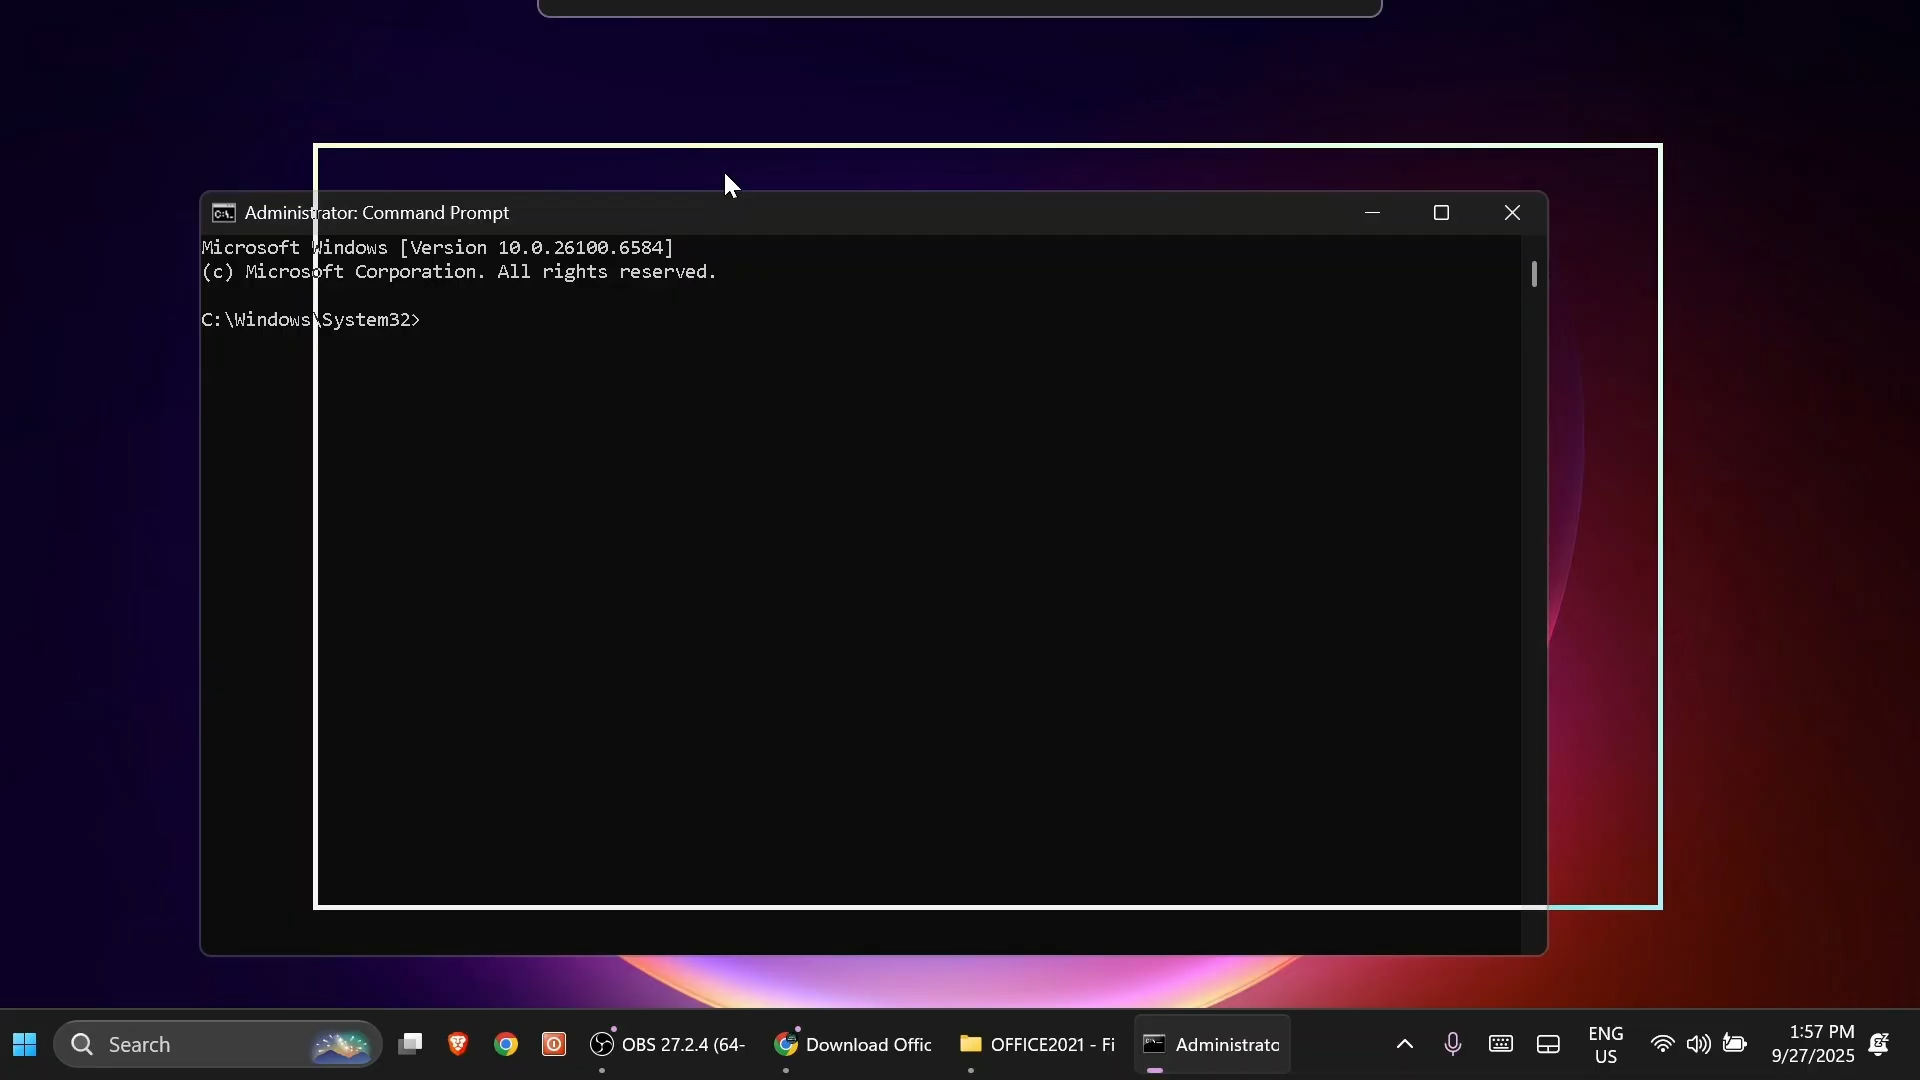 Administrator: Command Prompt
Microsoft Windows [Version 10.0.26100.6584]
(c) Microsoft Corporation. All rights reserved.
C:\Windows\System32>
Search
OBS 27.2.4 (64-
Download Offic
OFFICE2021 - Fi
Administrato
ENG
US
1:57 PM
9/27/2025